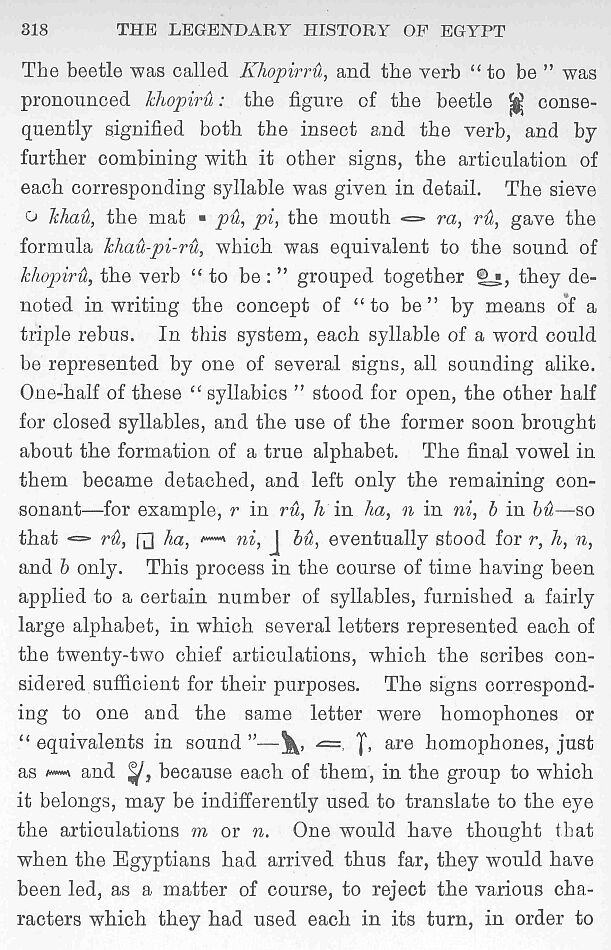 318 THE LEGENDARY HISTORY OF EGYPT
The beetle was called Khopirrû, and the verb “to be” was
pronounced khopirû: the figure of the beetle conse-
quently signified both the insect and the verb, and by
further combining with it other signs, the articulation of
each corresponding syllable was given in detail. The sieve
khaû, the mat pû, pi, the mouth ra, rû, gave the
formula khaû-pi-rû, which was equivalent to the sound of
khopirû, the verb “to be:” grouped together , they de-
noted in writing the concept of “to be” by means of a
triple rebus. In this system, each syllable of a word could
be represented by one of several signs, all sounding alike.
One-half of these “syllabics” stood for open, the other half
for closed syllables, and the use of the former soon brought
about the formation of a true alphabet. The final vowel in
them became detached, and left only the remaining con-
sonant—for example, r in rû, h in ha, n in ni, b in bû—so
that rû, ha, ni, bû, eventually stood for r, h, n,
and b only. This process in the course of time having been
applied to a certain number of syllables, furnished a fairly
large alphabet, in which several letters represented each of
the twenty-two chief articulations, which the scribes con-
sidered sufficient for their purposes. The signs correspond-
ing to one and the same letter were homophones or
“equivalents in sound”— , , , are homophones, just
as and , because each of them, in the group to which
it belongs, may be indifferently used to translate to the eye
the articulations m or n. One would have thought that
when the Egyptians had arrived thus far, they would have
been led, as a matter of course, to reject the various cha-
racters which they had used each in its turn, in order to